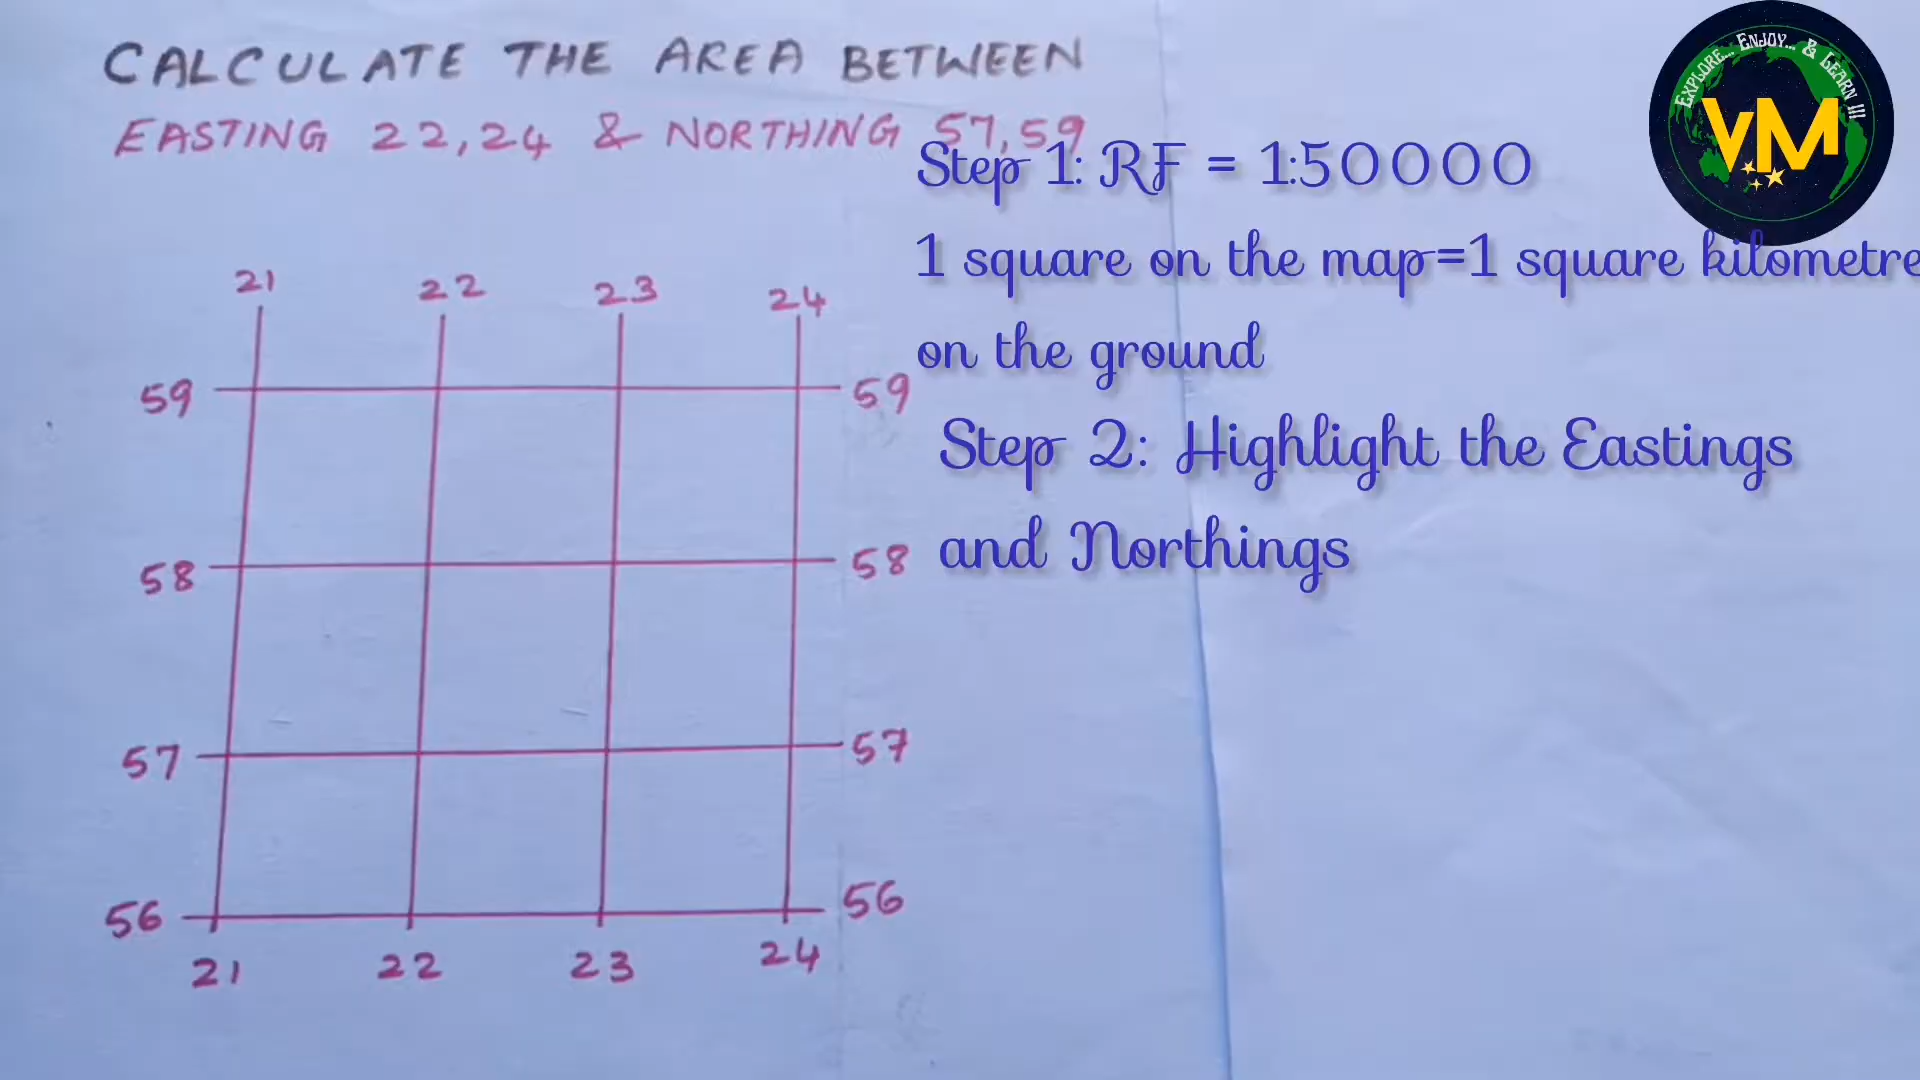 CALCULATE THE AREA BETWEEN
EASTING 22,24 & NORTHING 57,59
EXPLORE... ENJOY... & LEARN !!!
VM
Step 1: RF = 1:50000
1 square on the map=1 square kilometre
on the ground
Step 2: Highlight the Eastings
and Northings
21 22 23 24
59 59
58 58
57 57
56 56
21 22 23 24